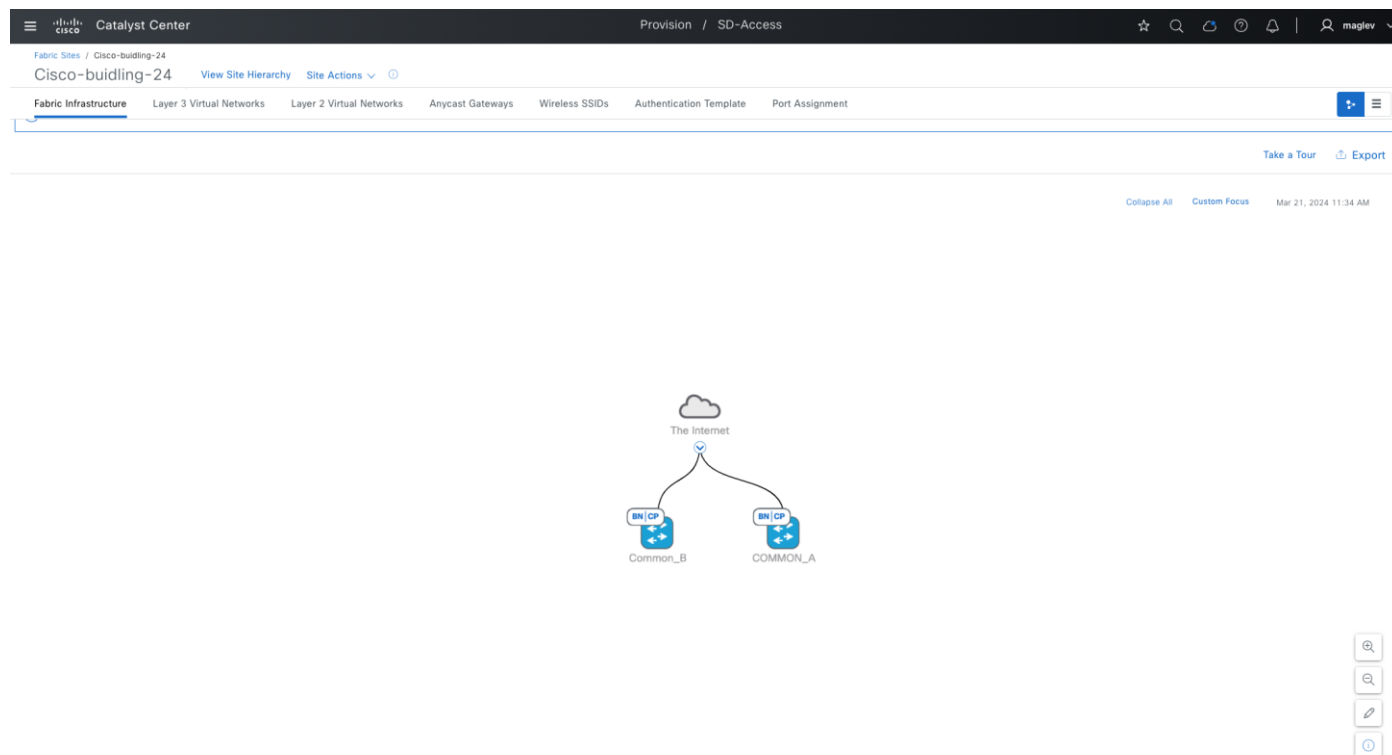 cisco Catalyst Center
Provision / SD-Access
maglev
Fabric Sites / Cisco-buidling-24
Cisco-buidling-24 View Site Hierarchy Site Actions
Fabric Infrastructure Layer 3 Virtual Networks Layer 2 Virtual Networks Anycast Gateways Wireless SSIDs Authentication Template Port Assignment
Take a Tour Export
Collapse All Custom Focus Mar 21, 2024 11:34 AM
The Internet
BN|CP BN|CP
Common_B COMMON_A